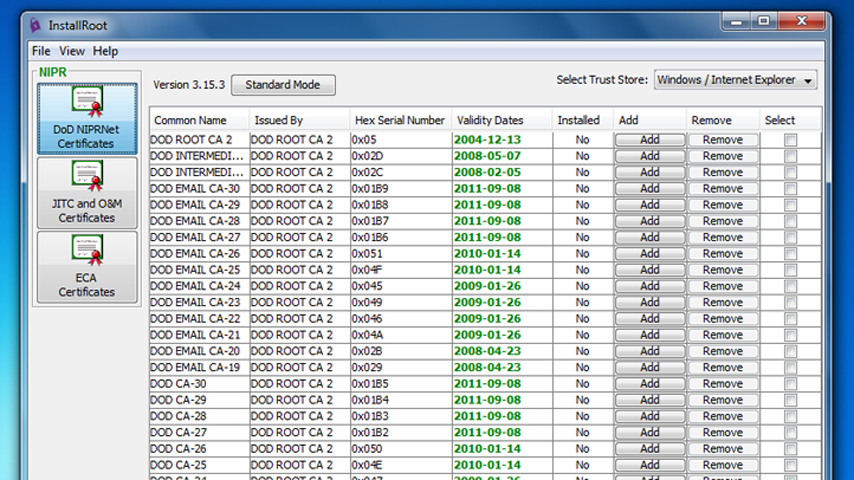 InstallRoot
File View Help
NIPR
DoD NIPRNet
Certificates
JITC and O&M
Certificates
ECA
Certificates
Version 3.15.3 Standard Mode Select Trust Store: Windows / Internet Explorer
Common Name Issued By Hex Serial Number Validity Dates Installed Add Remove Select
DOD ROOT CA 2 DOD ROOT CA 2 0x05 2004-12-13 No Add Remove
DOD INTERMEDI... DOD ROOT CA 2 0x02D 2008-05-07 No Add Remove
DOD INTERMEDI... DOD ROOT CA 2 0x02C 2008-02-05 No Add Remove
DOD EMAIL CA-30 DOD ROOT CA 2 0x01B9 2011-09-08 No Add Remove
DOD EMAIL CA-29 DOD ROOT CA 2 0x01B8 2011-09-08 No Add Remove
DOD EMAIL CA-28 DOD ROOT CA 2 0x01B7 2011-09-08 No Add Remove
DOD EMAIL CA-27 DOD ROOT CA 2 0x01B6 2011-09-08 No Add Remove
DOD EMAIL CA-26 DOD ROOT CA 2 0x051 2010-01-14 No Add Remove
DOD EMAIL CA-25 DOD ROOT CA 2 0x04F 2010-01-14 No Add Remove
DOD EMAIL CA-24 DOD ROOT CA 2 0x045 2009-01-26 No Add Remove
DOD EMAIL CA-23 DOD ROOT CA 2 0x049 2009-01-26 No Add Remove
DOD EMAIL CA-22 DOD ROOT CA 2 0x046 2009-01-26 No Add Remove
DOD EMAIL CA-21 DOD ROOT CA 2 0x04A 2009-01-26 No Add Remove
DOD EMAIL CA-20 DOD ROOT CA 2 0x02B 2008-04-23 No Add Remove
DOD EMAIL CA-19 DOD ROOT CA 2 0x029 2008-04-23 No Add Remove
DOD CA-30 DOD ROOT CA 2 0x01B5 2011-09-08 No Add Remove
DOD CA-29 DOD ROOT CA 2 0x01B4 2011-09-08 No Add Remove
DOD CA-28 DOD ROOT CA 2 0x01B3 2011-09-08 No Add Remove
DOD CA-27 DOD ROOT CA 2 0x01B2 2011-09-08 No Add Remove
DOD CA-26 DOD ROOT CA 2 0x050 2010-01-14 No Add Remove
DOD CA-25 DOD ROOT CA 2 0x04E 2010-01-14 No Add Remove